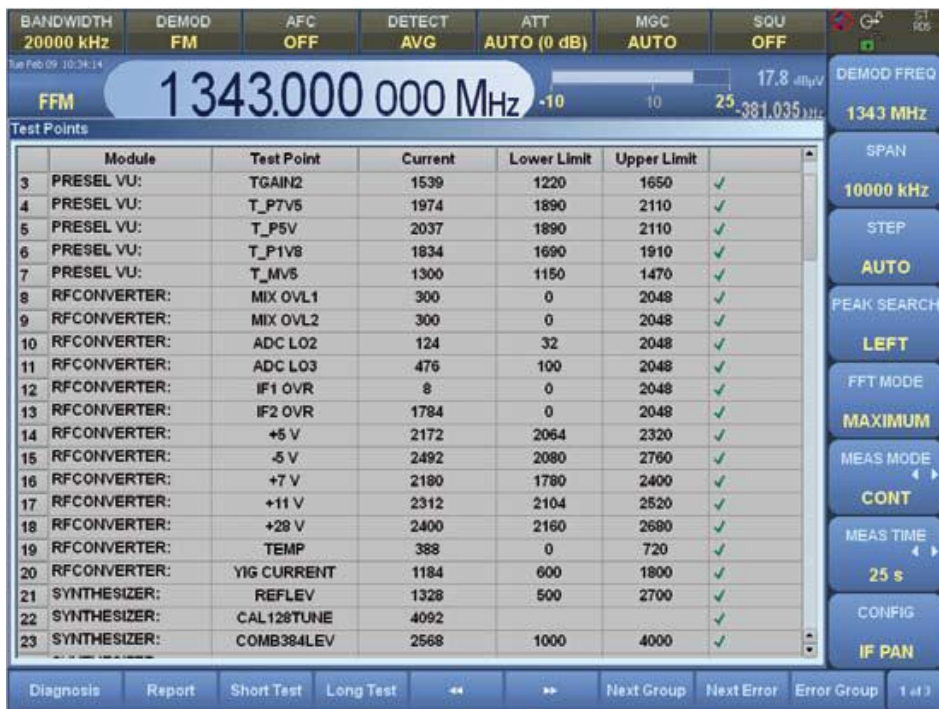 BANDWIDTH DEMOD AFC DETECT ATT MGC SQU
20000 kHz FM OFF AVG AUTO (0 dB) AUTO OFF
Tue Feb 09 10:34:14
FFM 1343.000 000 MHz -10 10 25 17.8 dBµV
-381.035 kHz
Test Points
Module Test Point Current Lower Limit Upper Limit
3 PRESEL VU: TGAIN2 1539 1220 1650 ✓
4 PRESEL VU: T_P7V5 1974 1890 2110 ✓
5 PRESEL VU: T_P5V 2037 1890 2110 ✓
6 PRESEL VU: T_P1V8 1834 1690 1910 ✓
7 PRESEL VU: T_MV5 1300 1150 1470 ✓
8 RFCONVERTER: MIX OVL1 300 0 2048 ✓
9 RFCONVERTER: MIX OVL2 300 0 2048 ✓
10 RFCONVERTER: ADC LO2 124 32 2048 ✓
11 RFCONVERTER: ADC LO3 476 100 2048 ✓
12 RFCONVERTER: IF1 OVR 8 0 2048 ✓
13 RFCONVERTER: IF2 OVR 1784 0 2048 ✓
14 RFCONVERTER: +5 V 2172 2064 2320 ✓
15 RFCONVERTER: -5 V 2492 2080 2760 ✓
16 RFCONVERTER: +7 V 2180 1780 2400 ✓
17 RFCONVERTER: +11 V 2312 2104 2520 ✓
18 RFCONVERTER: +28 V 2400 2160 2680 ✓
19 RFCONVERTER: TEMP 388 0 720 ✓
20 RFCONVERTER: YIG CURRENT 1184 600 1800 ✓
21 SYNTHESIZER: REFLEV 1328 500 2700 ✓
22 SYNTHESIZER: CAL128TUNE 4092 ✓
23 SYNTHESIZER: COMB384LEV 2568 1000 4000 ✓
DEMOD FREQ
1343 MHz
SPAN
10000 kHz
STEP
AUTO
PEAK SEARCH
LEFT
FFT MODE
MAXIMUM
MEAS MODE
CONT
MEAS TIME
25 s
CONFIG
IF PAN
Diagnosis Report Short Test Long Test Next Group Next Error Error Group 1 of 3